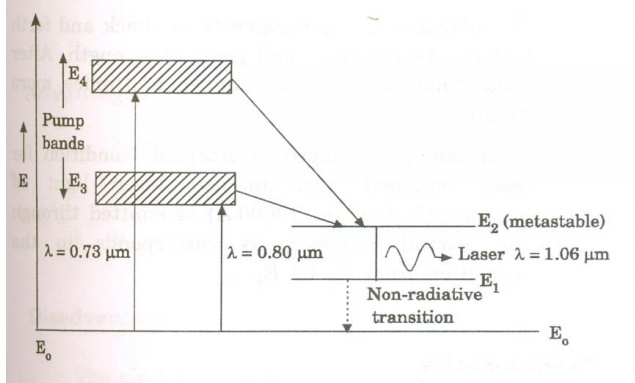 E₄
Pump
bands
E
E₃
E₂ (metastable)
λ = 0.73 µm
λ = 0.80 µm
Laser λ = 1.06 µm
E₁
Non-radiative
transition
E₀
E₀